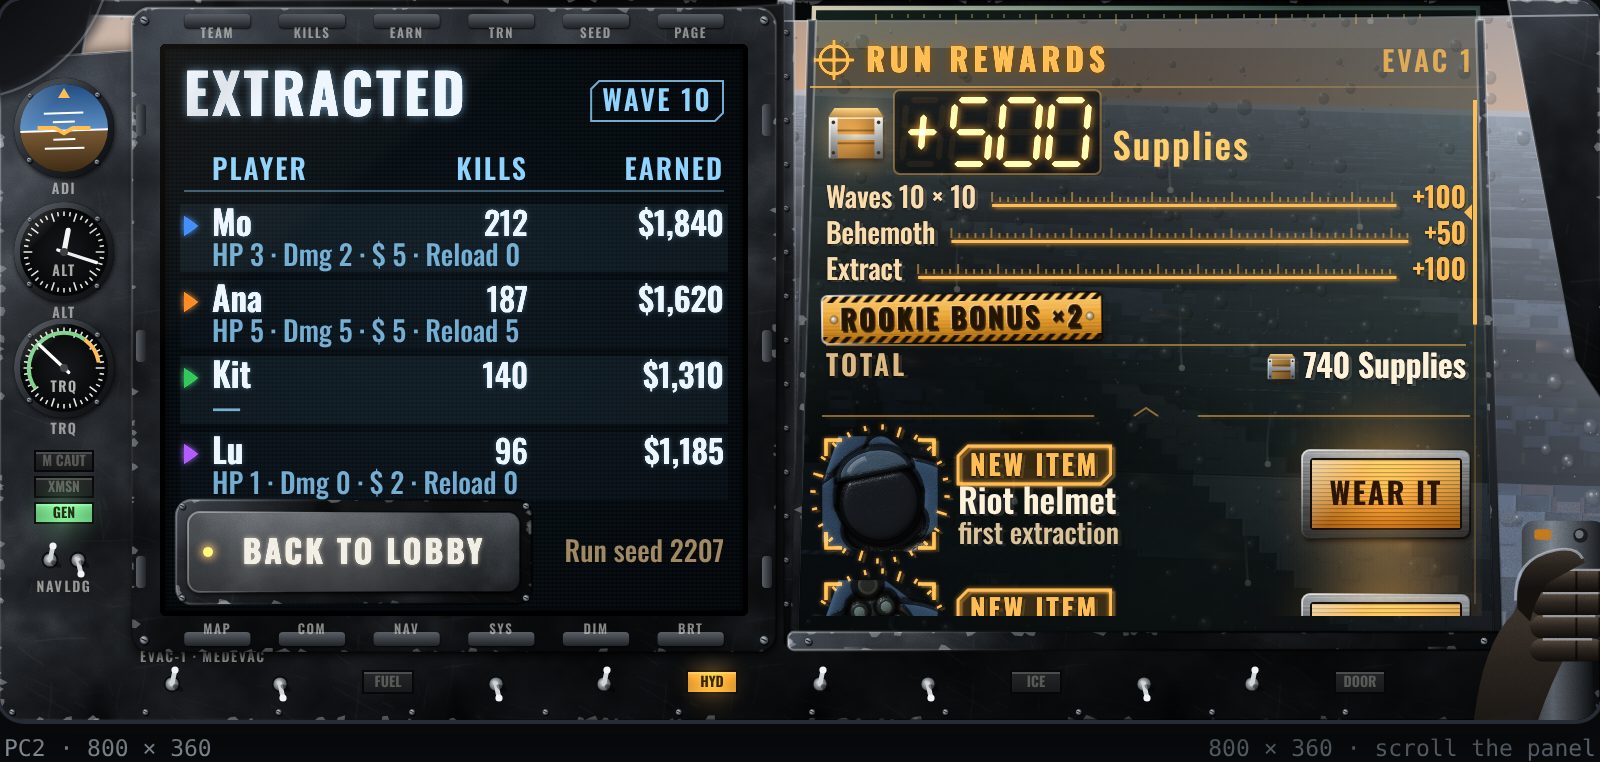 TEAM KILLS EARN TRN SEED PAGE
EXTRACTED
WAVE 10
PLAYER KILLS EARNED
Mo 212 $1,840
HP 3 · Dmg 2 · $ 5 · Reload 0
Ana 187 $1,620
HP 5 · Dmg 5 · $ 5 · Reload 5
Kit 140 $1,310
—
Lu 96 $1,185
HP 1 · Dmg 0 · $ 2 · Reload 0
BACK TO LOBBY
Run seed 2207
MAP COM NAV SYS DIM BRT
ADI
ALT
ALT
TRQ
TRQ
M CAUT
XMSN
GEN
NAV LDG
EVAC-1 · MEDEVAC
FUEL HYD ICE DOOR
RUN REWARDS
EVAC 1
+500 Supplies
Waves 10 × 10 +100
Behemoth +50
Extract +100
ROOKIE BONUS ×2
TOTAL 740 Supplies
NEW ITEM
Riot helmet
first extraction
WEAR IT
NEW ITEM
PC2 · 800 × 360
800 × 360 · scroll the panel